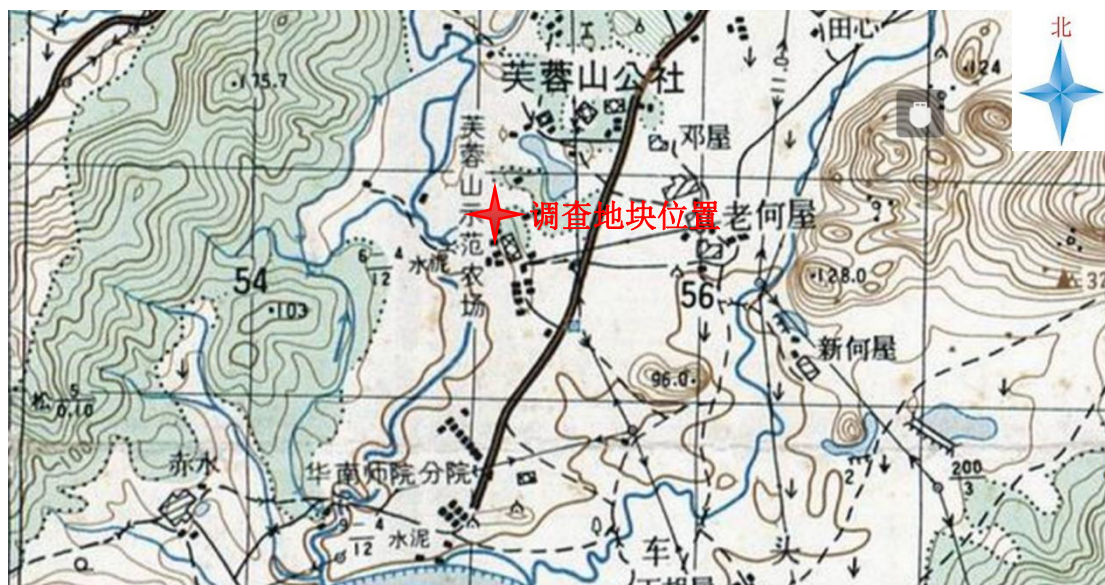 北
田心
124
175.7
芙蓉山公社
邓屋
芙蓉山示范农场
调查地块位置
老何屋
6 4
12 水泥
54
56
128.0
32
103
新何屋
96.0
松 5
0.10
赤水
华南师院分院
200
3
2
9 4
12 水泥
车 头